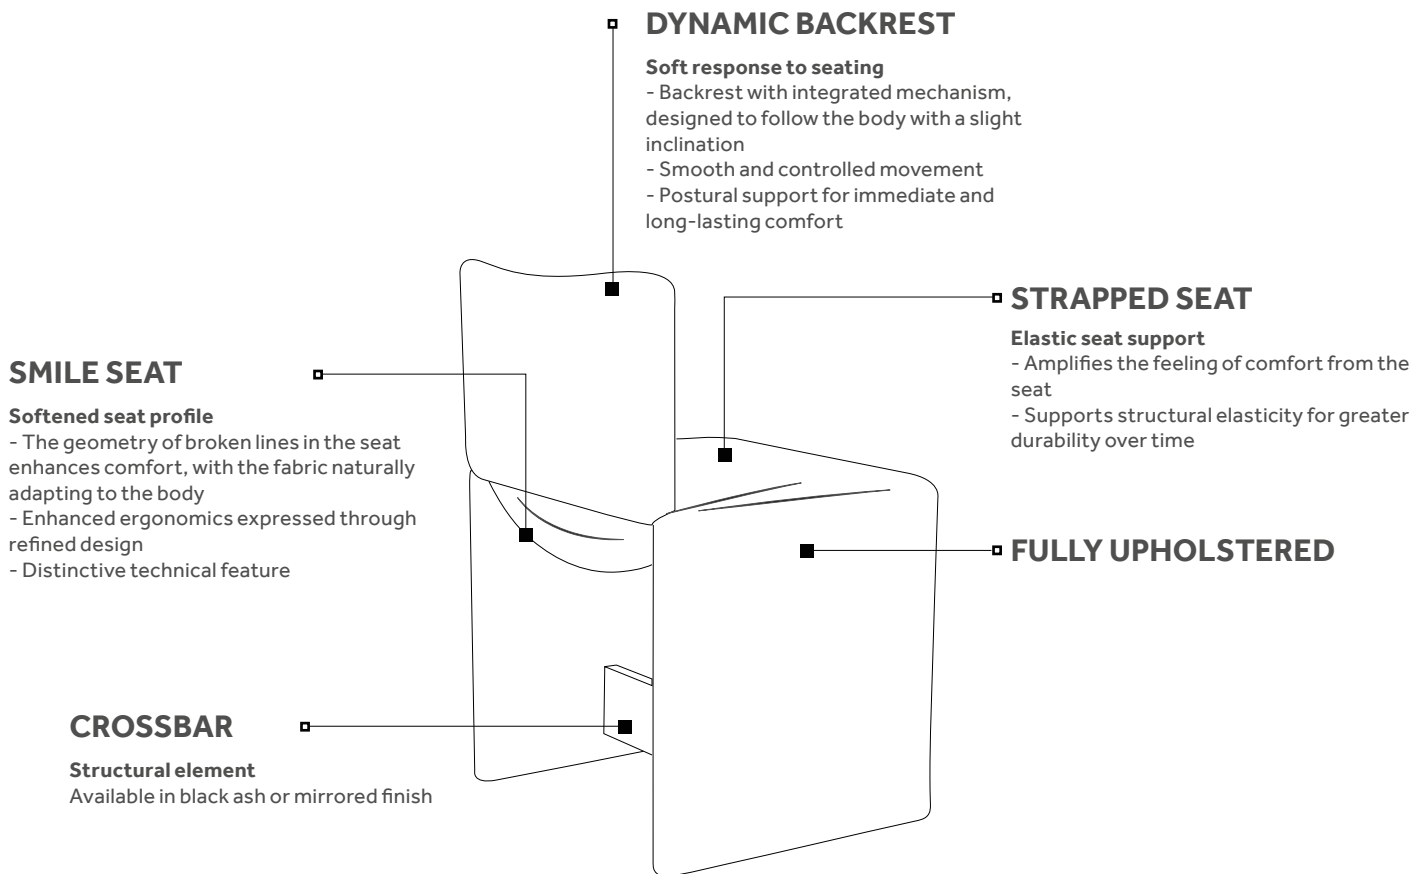 DYNAMIC BACKREST
Soft response to seating
- Backrest with integrated mechanism,
designed to follow the body with a slight
inclination
- Smooth and controlled movement
- Postural support for immediate and
long-lasting comfort
STRAPPED SEAT
Elastic seat support
- Amplifies the feeling of comfort from the
seat
- Supports structural elasticity for greater
durability over time
SMILE SEAT
Softened seat profile
- The geometry of broken lines in the seat
enhances comfort, with the fabric naturally
adapting to the body
- Enhanced ergonomics expressed through
refined design
- Distinctive technical feature
FULLY UPHOLSTERED
CROSSBAR
Structural element
Available in black ash or mirrored finish